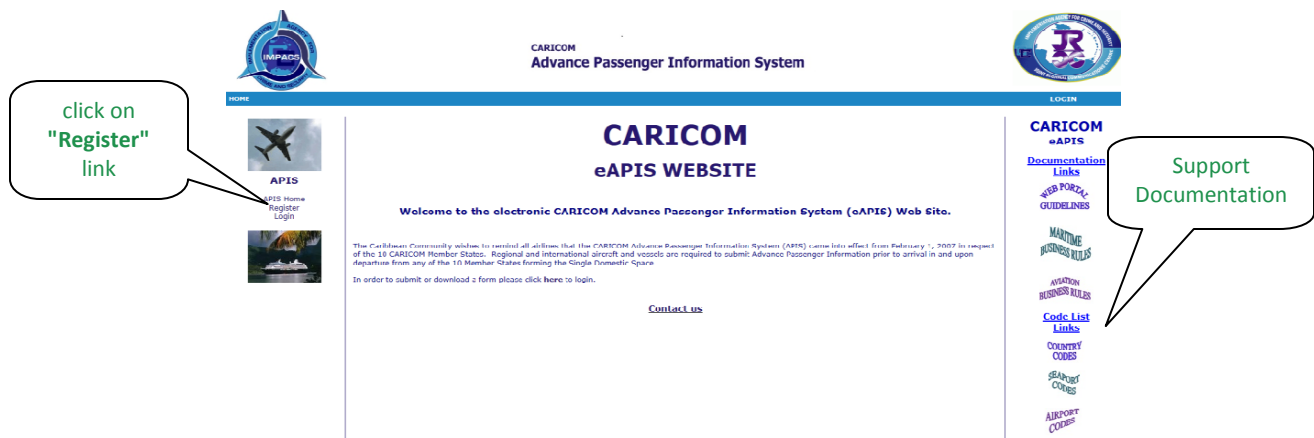 CARICOM
Advance Passenger Information System
IMPACS
HOME
LOGIN
click on
"Register"
link
APIS
APIS Home
Register
Login
CARICOM
eAPIS WEBSITE
Welcome to the electronic CARICOM Advance Passenger Information System (eAPIS) Web Site.
The Caribbean Community wishes to remind all airlines that the CARICOM Advance Passenger Information System (APIS) came into effect from February 1, 2007 in respect
of the 10 CARICOM Member States. Regional and international aircraft and vessels are required to submit Advance Passenger Information prior to arrival in and upon
departure from any of the 10 Member States forming the Single Domestic Space
In order to submit or download a form please click here to login.
Contact us
CARICOM
eAPIS
Documentation
Links
WEB PORTAL
GUIDELINES
MARITIME
BUSINESS RULES
AVIATION
BUSINESS RULES
Code List
Links
COUNTRY
CODES
SEAPORT
CODES
AIRPORT
CODES
Support
Documentation